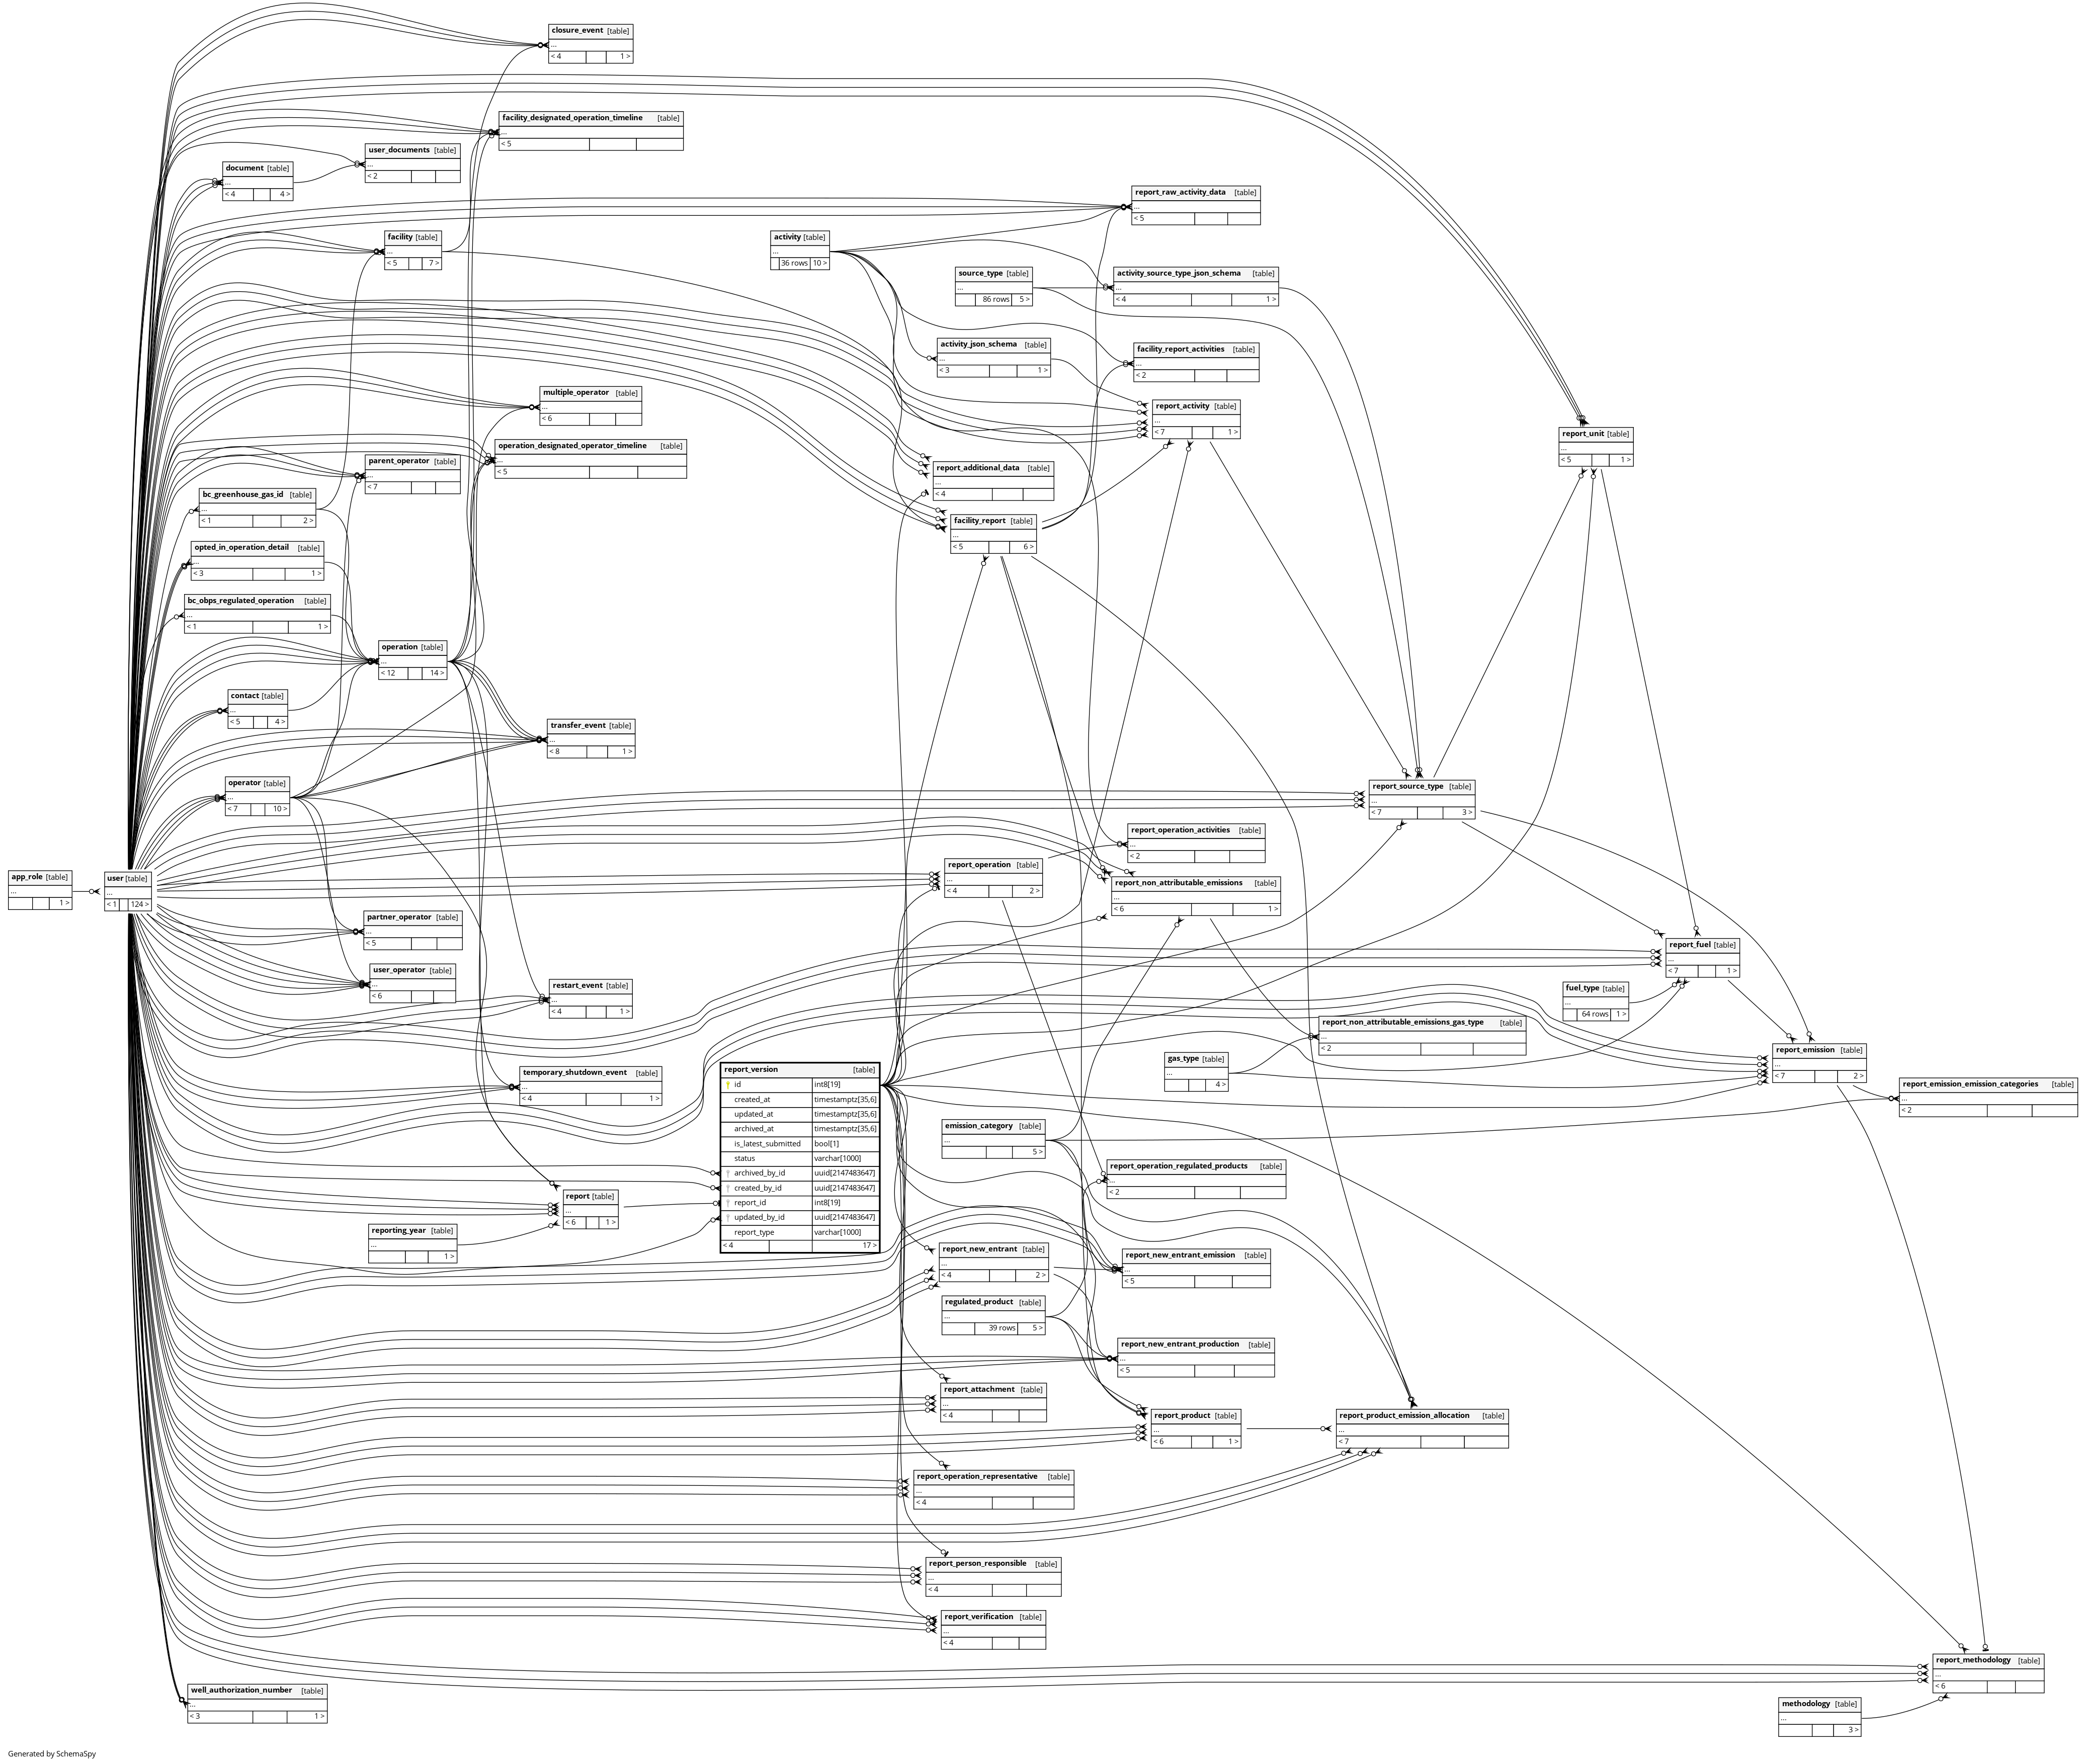 closure_event [table]
...
< 4 1 >
facility_designated_operation_timeline [table]
...
< 5
user_documents [table]
...
< 2
document [table]
...
< 4 4 >
report_raw_activity_data [table]
...
< 5
facility [table]
...
< 5 7 >
activity [table]
...
36 rows 10 >
source_type [table]
...
86 rows 5 >
activity_source_type_json_schema [table]
...
< 4 1 >
activity_json_schema [table]
...
< 3 1 >
facility_report_activities [table]
...
< 2
multiple_operator [table]
...
< 6
report_activity [table]
...
< 7 1 >
report_unit [table]
...
< 5 1 >
operation_designated_operator_timeline [table]
...
< 5
parent_operator [table]
...
< 7
report_additional_data [table]
...
< 4
bc_greenhouse_gas_id [table]
...
< 1 2 >
facility_report [table]
...
< 5 6 >
opted_in_operation_detail [table]
...
< 3 1 >
bc_obps_regulated_operation [table]
...
< 1 1 >
operation [table]
...
< 12 14 >
contact [table]
...
< 5 4 >
transfer_event [table]
...
< 8 1 >
operator [table]
...
< 7 10 >
report_source_type [table]
...
< 7 3 >
report_operation_activities [table]
...
< 2
app_role [table]
...
1 >
user [table]
...
< 1 124 >
report_operation [table]
...
< 4 2 >
report_non_attributable_emissions [table]
...
< 6 1 >
partner_operator [table]
...
< 5
report_fuel [table]
...
< 7 1 >
user_operator [table]
...
< 6
restart_event [table]
...
< 4 1 >
fuel_type [table]
...
64 rows 1 >
report_non_attributable_emissions_gas_type [table]
...
< 2
report_emission [table]
...
< 7 2 >
gas_type [table]
...
4 >
temporary_shutdown_event [table]
...
< 4 1 >
report_emission_emission_categories [table]
...
< 2
report_version [table]
id int8[19]
created_at timestamptz[35,6]
updated_at timestamptz[35,6]
archived_at timestamptz[35,6]
is_latest_submitted bool[1]
status varchar[1000]
archived_by_id uuid[2147483647]
created_by_id uuid[2147483647]
report_id int8[19]
updated_by_id uuid[2147483647]
report_type varchar[1000]
< 4 17 >
emission_category [table]
...
5 >
report_operation_regulated_products [table]
...
< 2
report [table]
...
< 6 1 >
reporting_year [table]
...
1 >
report_new_entrant [table]
...
< 4 2 >
report_new_entrant_emission [table]
...
< 5
regulated_product [table]
...
39 rows 5 >
report_new_entrant_production [table]
...
< 5
report_attachment [table]
...
< 4
report_product [table]
...
< 6 1 >
report_product_emission_allocation [table]
...
< 7
report_operation_representative [table]
...
< 4
report_person_responsible [table]
...
< 4
report_verification [table]
...
< 4
report_methodology [table]
...
< 6
well_authorization_number [table]
...
< 3 1 >
methodology [table]
...
3 >
Generated by SchemaSpy